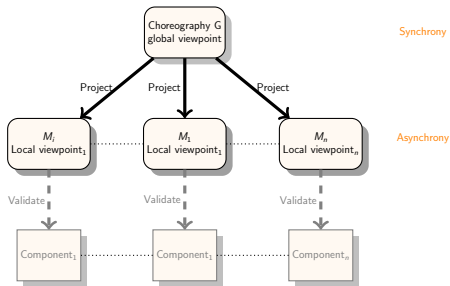 Choreography G
global viewpoint
Synchrony
Project
Project
Project
Mᵢ
Local viewpoint₁
M₁
Local viewpoint₁
Mₙ
Local viewpointₙ
Asynchrony
Validate
Validate
Validate
Component₁
Component₁
Componentₙ